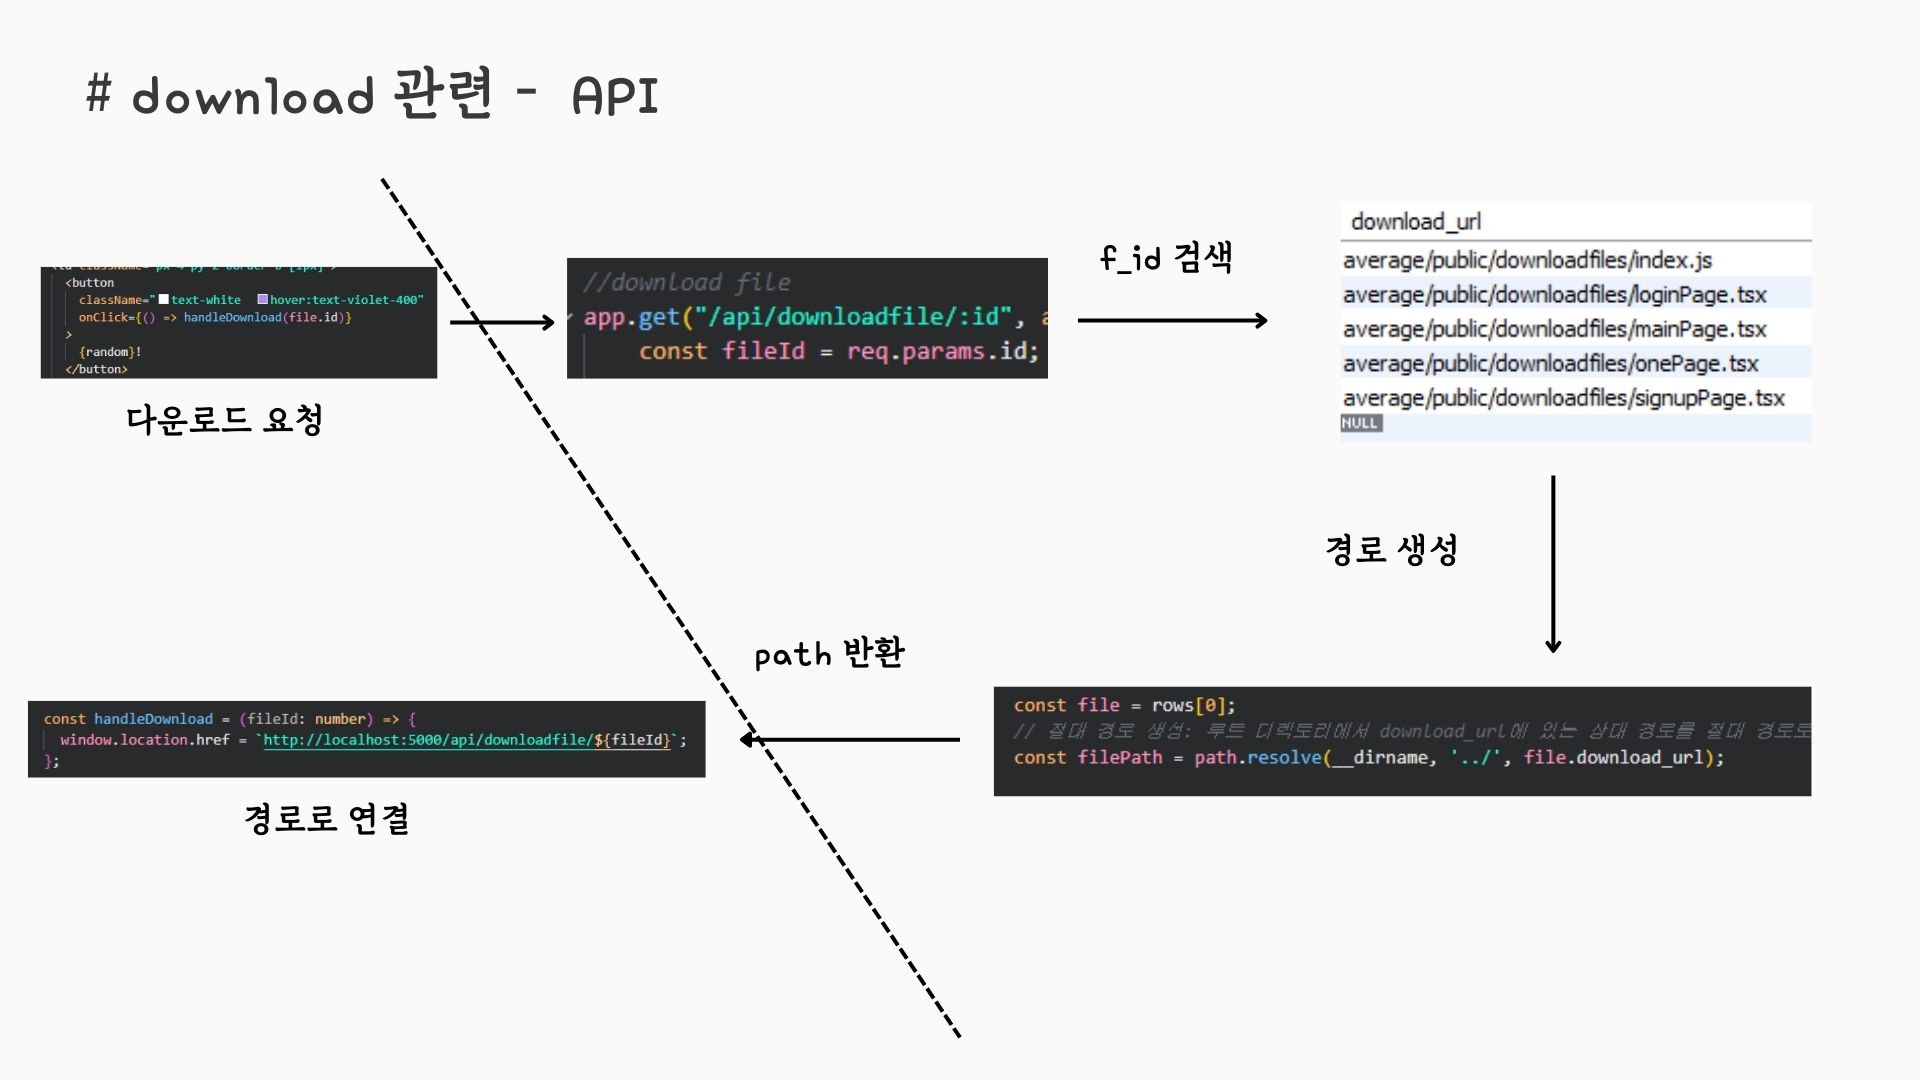 # download 관련 - API
<button
className="text-white hover:text-violet-400"
onClick={() => handleDownload(file.id)}
>
{random}!
</button>
다운로드 요청
//download file
app.get("/api/downloadfile/:id",
const fileId = req.params.id;
f_id 검색
download_url
average/public/downloadfiles/index.js
average/public/downloadfiles/loginPage.tsx
average/public/downloadfiles/mainPage.tsx
average/public/downloadfiles/onePage.tsx
average/public/downloadfiles/signupPage.tsx
NULL
경로 생성
const file = rows[0];
// 절대 경로 생성: 루트 디렉토리에서 download_url에 있는 상대 경로를 절대 경로로
const filePath = path.resolve(__dirname, '../', file.download_url);
path 반환
const handleDownload = (fileId: number) => {
window.location.href = `http://localhost:5000/api/downloadfile/${fileId}`;
};
경로로 연결